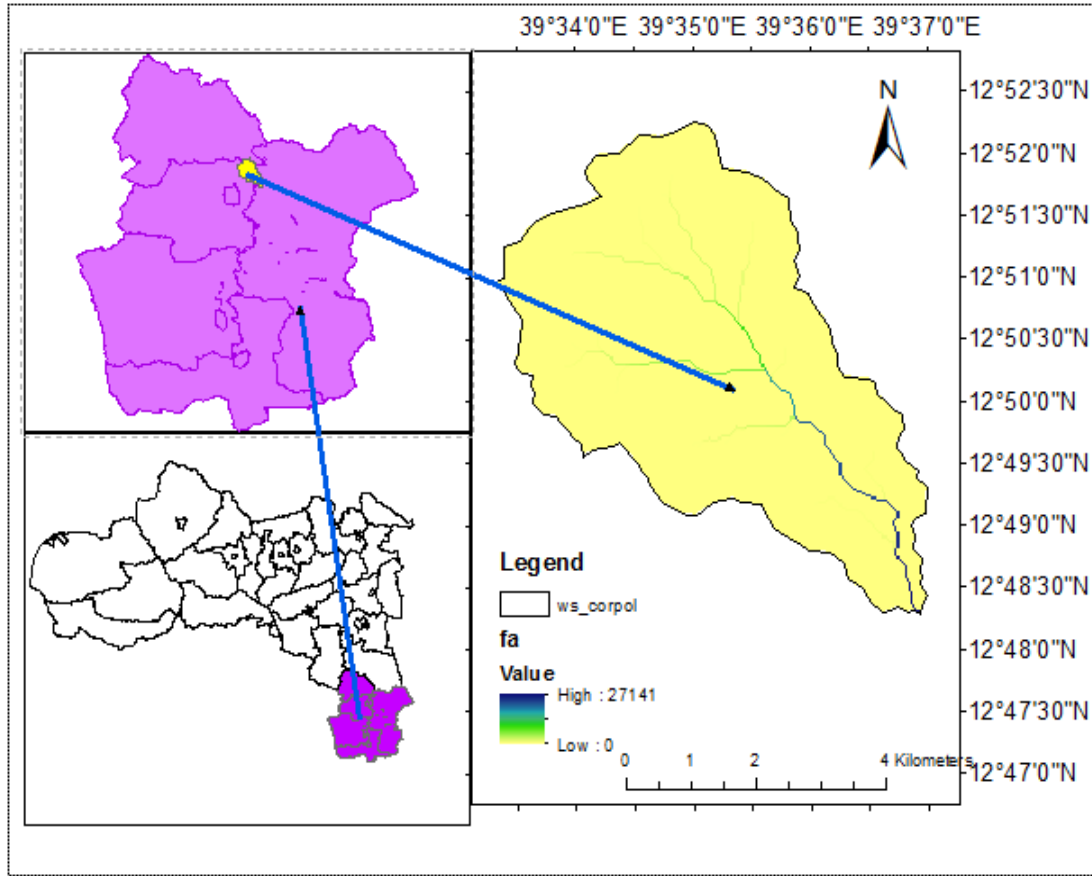 39°34'0"E 39°35'0"E 39°36'0"E 39°37'0"E
N
12°52'30"N
12°52'0"N
12°51'30"N
12°51'0"N
12°50'30"N
12°50'0"N
12°49'30"N
12°49'0"N
12°48'30"N
12°48'0"N
12°47'30"N
12°47'0"N
Legend
ws_corpol
fa
Value
High : 27141
Low : 0
0 1 2 4 Kilometers